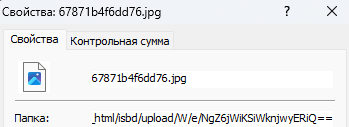 Свойства: 67871b4f6dd76.jpg
Свойства Контрольная сумма
67871b4f6dd76.jpg
Папка: _html/isbd/upload/W/e/NgZ6jWiKSiWknjwyERiQ==